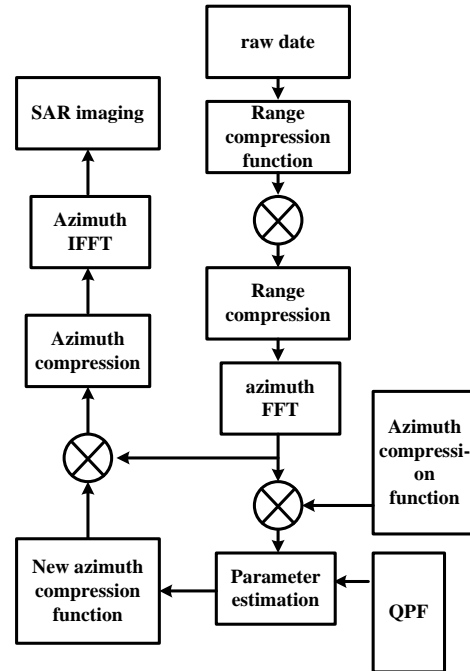 raw date
SAR imaging
Range
compression
function
Azimuth
IFFT
Range
compression
Azimuth
compression
azimuth
FFT
Azimuth
compressi-
on
function
New azimuth
compression
function
Parameter
estimation
QPF